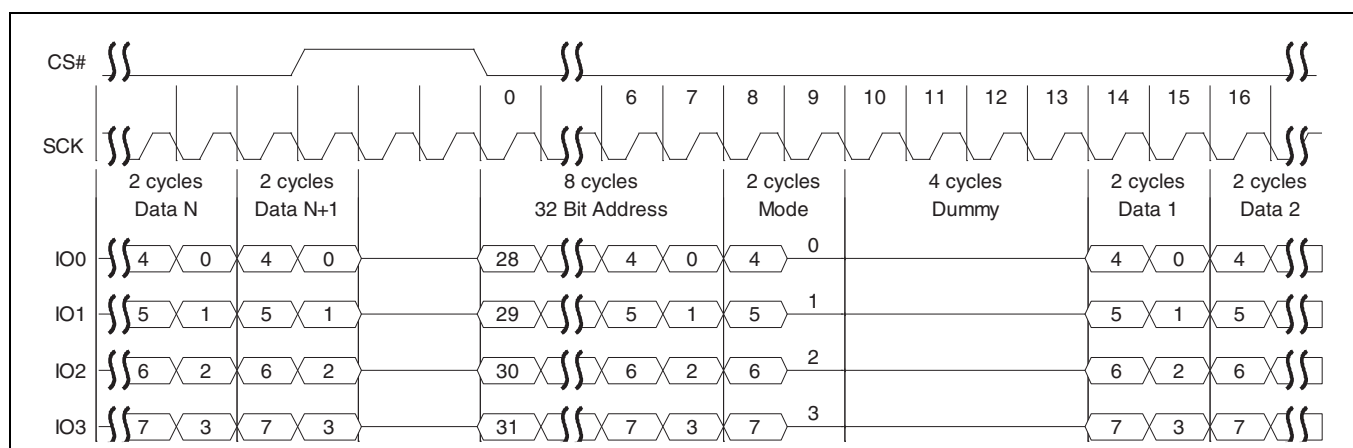 CS#
0 6 7 8 9 10 11 12 13 14 15 16
SCK
2 cycles 2 cycles 8 cycles 2 cycles 4 cycles 2 cycles 2 cycles
Data N Data N+1 32 Bit Address Mode Dummy Data 1 Data 2
IO0 4 0 4 0 28 4 0 4 0 4 0 4
IO1 5 1 5 1 29 5 1 5 1 5 1 5
IO2 6 2 6 2 30 6 2 6 2 6 2 6
IO3 7 3 7 3 31 7 3 7 3 7 3 7